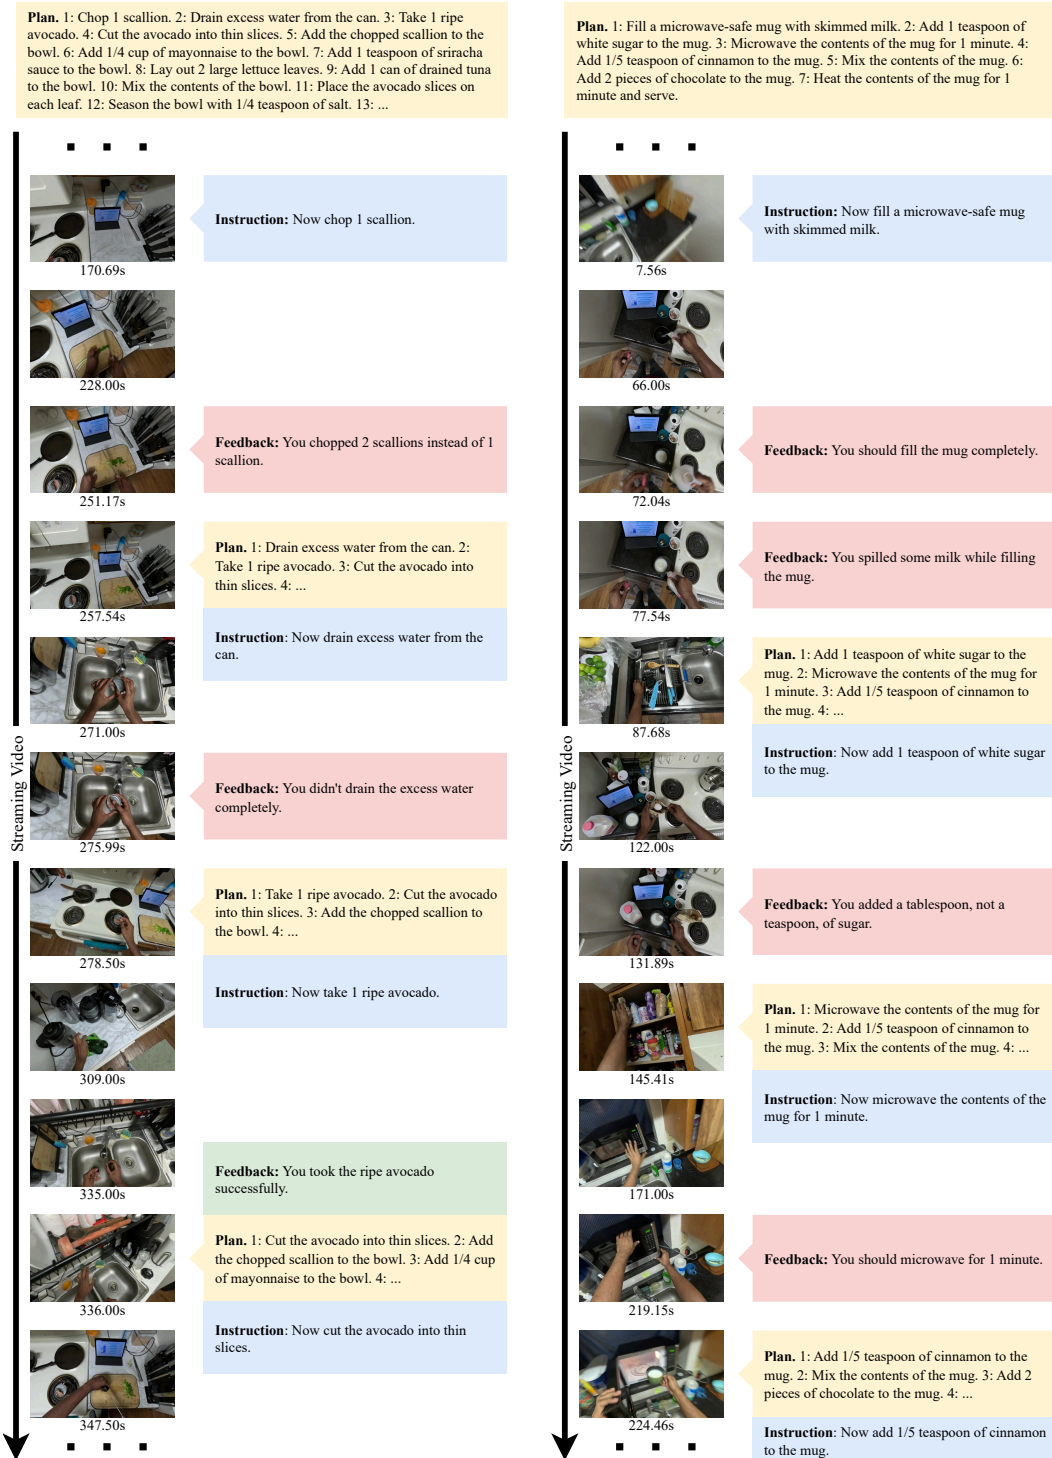 Plan. 1: Chop 1 scallion. 2: Drain excess water from the can. 3: Take 1 ripe
avocado. 4: Cut the avocado into thin slices. 5: Add the chopped scallion to the
bowl. 6: Add 1/4 cup of mayonnaise to the bowl. 7: Add 1 teaspoon of sriracha
sauce to the bowl. 8: Lay out 2 large lettuce leaves. 9: Add 1 can of drained tuna
to the bowl. 10: Mix the contents of the bowl. 11: Place the avocado slices on
each leaf. 12: Season the bowl with 1/4 teaspoon of salt. 13: ...
Instruction: Now chop 1 scallion.
170.69s
228.00s
Feedback: You chopped 2 scallions instead of 1
scallion.
251.17s
Plan. 1: Drain excess water from the can. 2:
Take 1 ripe avocado. 3: Cut the avocado into
thin slices. 4: ...
257.54s
Instruction: Now drain excess water from the
can.
271.00s
Streaming Video
Feedback: You didn't drain the excess water
completely.
275.99s
Plan. 1: Take 1 ripe avocado. 2: Cut the avocado
into thin slices. 3: Add the chopped scallion to
the bowl. 4: ...
278.50s
Instruction: Now take 1 ripe avocado.
309.00s
335.00s
Feedback: You took the ripe avocado
successfully.
Plan. 1: Cut the avocado into thin slices. 2: Add
the chopped scallion to the bowl. 3: Add 1/4 cup
of mayonnaise to the bowl. 4: ...
336.00s
Instruction: Now cut the avocado into thin
slices.
347.50s
Plan. 1: Fill a microwave-safe mug with skimmed milk. 2: Add 1 teaspoon of
white sugar to the mug. 3: Microwave the contents of the mug for 1 minute. 4:
Add 1/5 teaspoon of cinnamon to the mug. 5: Mix the contents of the mug. 6:
Add 2 pieces of chocolate to the mug. 7: Heat the contents of the mug for 1
minute and serve.
Instruction: Now fill a microwave-safe mug
with skimmed milk.
7.56s
66.00s
Feedback: You should fill the mug completely.
72.04s
Feedback: You spilled some milk while filling
the mug.
77.54s
Plan. 1: Add 1 teaspoon of white sugar to the
mug. 2: Microwave the contents of the mug for
1 minute. 3: Add 1/5 teaspoon of cinnamon to
the mug. 4: ...
87.68s
Instruction: Now add 1 teaspoon of white sugar
to the mug.
Streaming Video
122.00s
Feedback: You added a tablespoon, not a
teaspoon, of sugar.
131.89s
Plan. 1: Microwave the contents of the mug for
1 minute. 2: Add 1/5 teaspoon of cinnamon to
the mug. 3: Mix the contents of the mug. 4: ...
145.41s
Instruction: Now microwave the contents of the
mug for 1 minute.
171.00s
Feedback: You should microwave for 1 minute.
219.15s
Plan. 1: Add 1/5 teaspoon of cinnamon to the
mug. 2: Mix the contents of the mug. 3: Add 2
pieces of chocolate to the mug. 4: ...
224.46s
Instruction: Now add 1/5 teaspoon of cinnamon
to the mug.